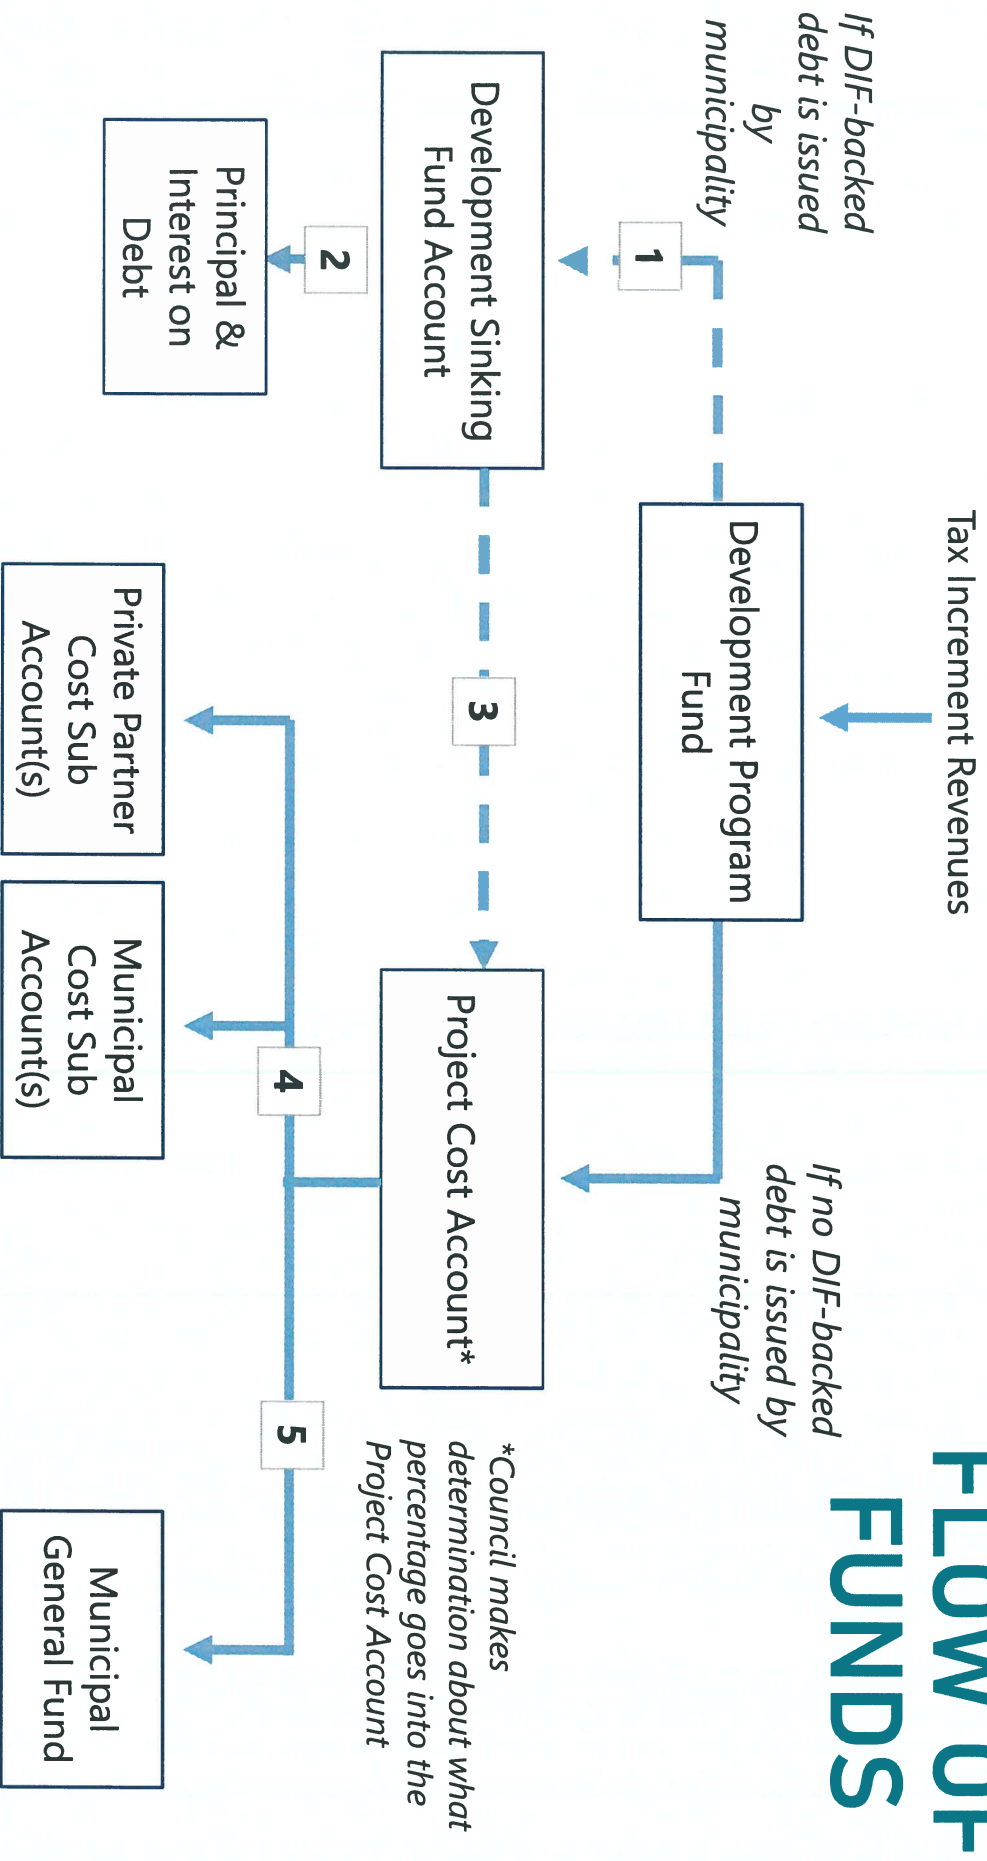 FLOW OF
FUNDS
Tax Increment Revenues
If DIF-backed
debt is issued
by
municipality
Development Program
Fund
If no DIF-backed
debt is issued by
municipality
1
Development Sinking
Fund Account
3
Project Cost Account*
*Council makes
determination about what
percentage goes into the
Project Cost Account
2
Principal &
Interest on
Debt
4
5
Private Partner
Cost Sub
Account(s)
Municipal
Cost Sub
Account(s)
Municipal
General Fund